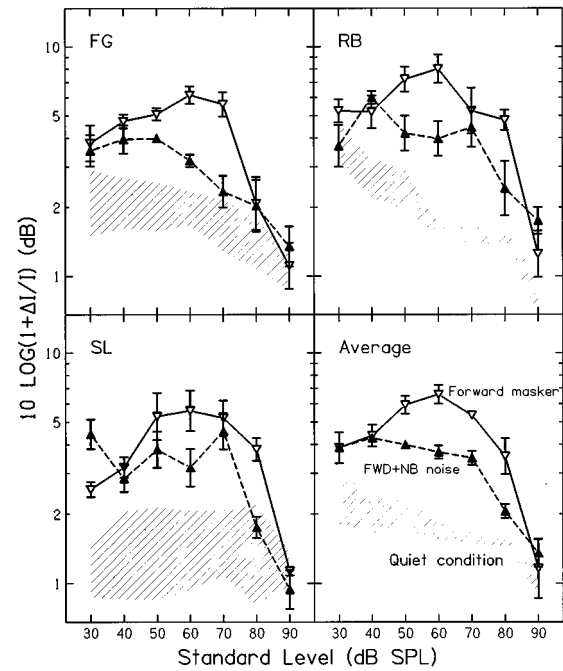 FG
RB
10
5
2
1
10
5
2
1
SL
Average
Forward masker
FWD+NB noise
Quiet condition
10 LOG(1+ΔI/I) (dB)
30 40 50 60 70 80 90
30 40 50 60 70 80 90
Standard Level (dB SPL)